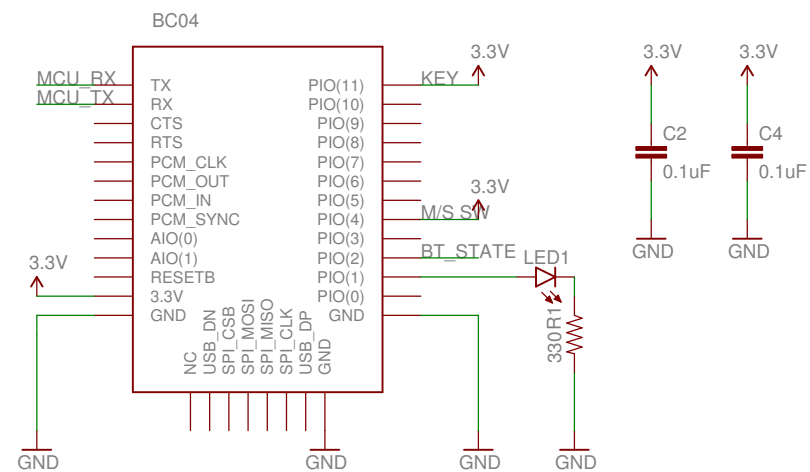 BC04
3.3V
3.3V
3.3V
MCU_RX
TX
PIO(11)
KEY
MCU_TX
RX
PIO(10)
CTS
PIO(9)
C2
C4
RTS
PIO(8)
PCM_CLK
PIO(7)
0.1uF
0.1uF
PCM_OUT
PIO(6)
3.3V
PCM_IN
PIO(5)
PCM_SYNC
PIO(4)
M/S SW
AIO(0)
PIO(3)
GND
GND
3.3V
AIO(1)
PIO(2)
BT_STATE
LED1
RESETB
PIO(1)
3.3V
PIO(0)
GND
GND
R1
330
NC
USB_DN
SPI_CSB
SPI_MOSI
SPI_MISO
SPI_CLK
USB_DP
GND
GND
GND
GND
GND